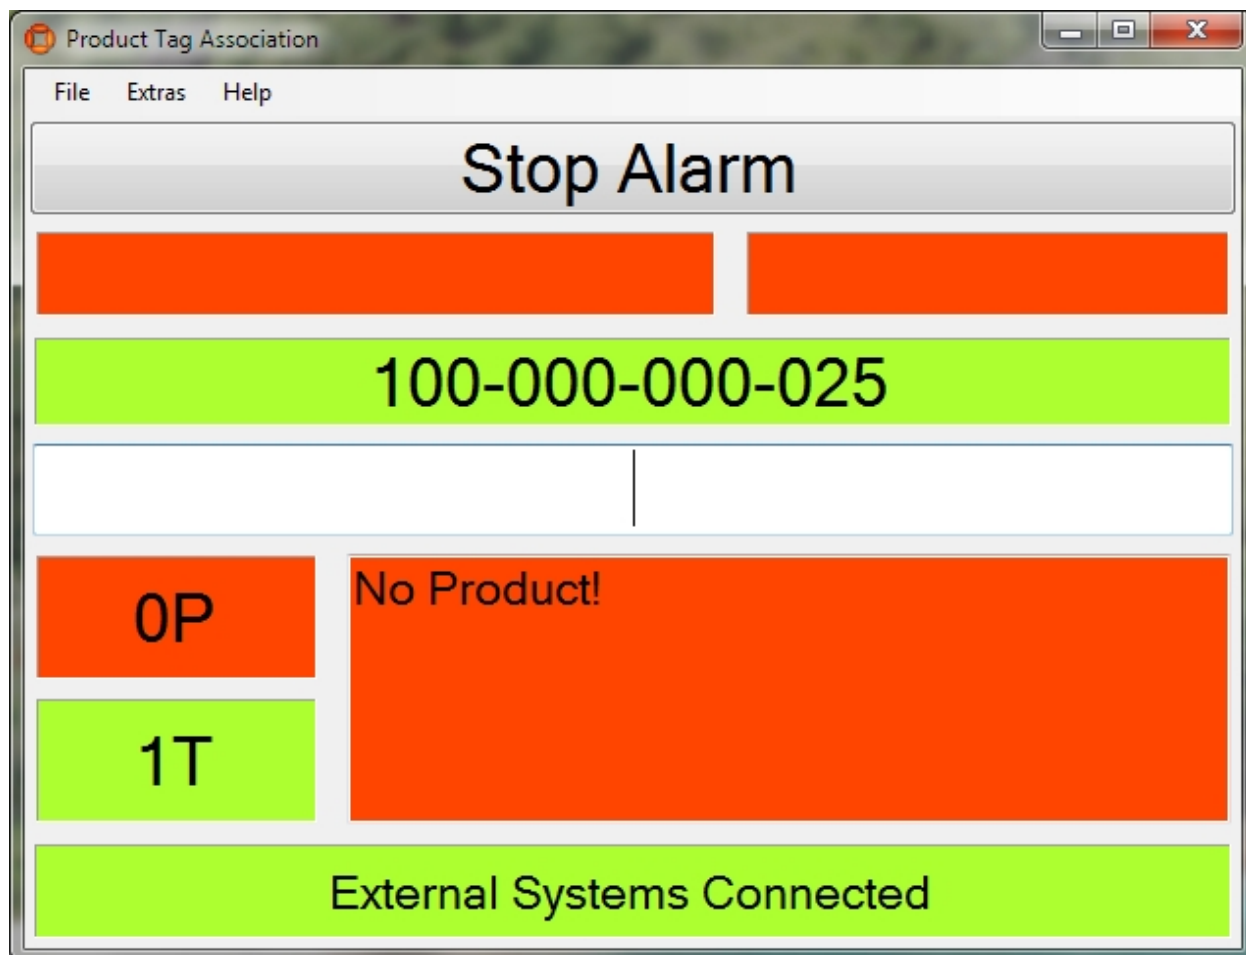 Product Tag Association
File Extras Help
Stop Alarm
100-000-000-025
0P
No Product!
1T
External Systems Connected